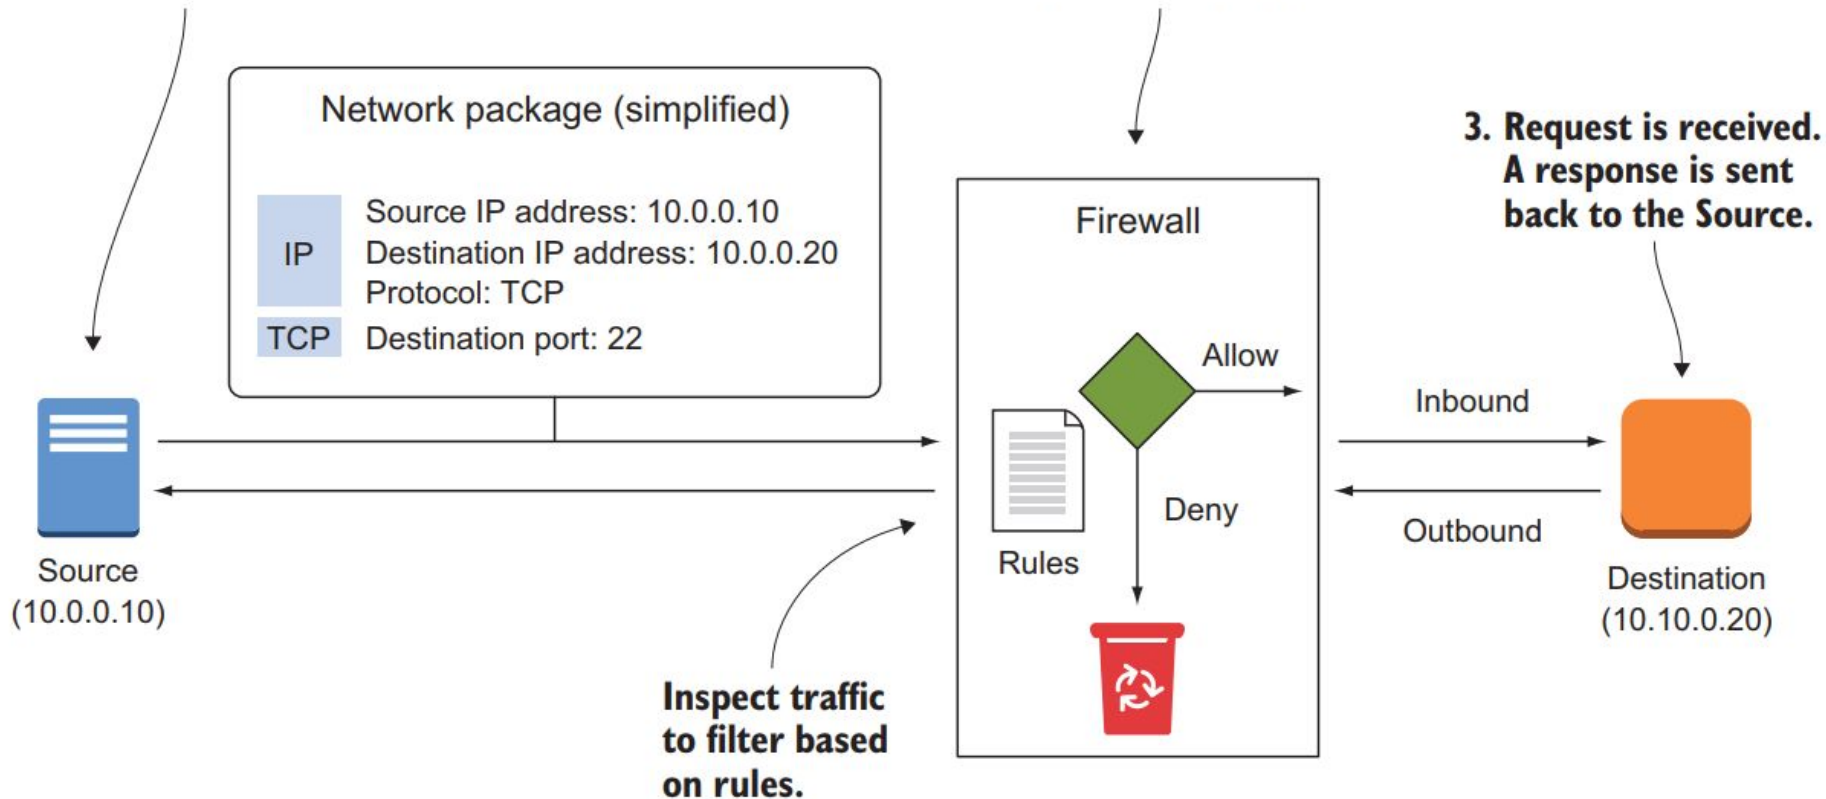 Network package (simplified)
IP
Source IP address: 10.0.0.10
Destination IP address: 10.0.0.20
Protocol: TCP
TCP
Destination port: 22
Source
(10.0.0.10)
Inspect traffic
to filter based
on rules.
Firewall
Allow
Deny
Rules
Inbound
Outbound
3. Request is received.
A response is sent
back to the Source.
Destination
(10.10.0.20)